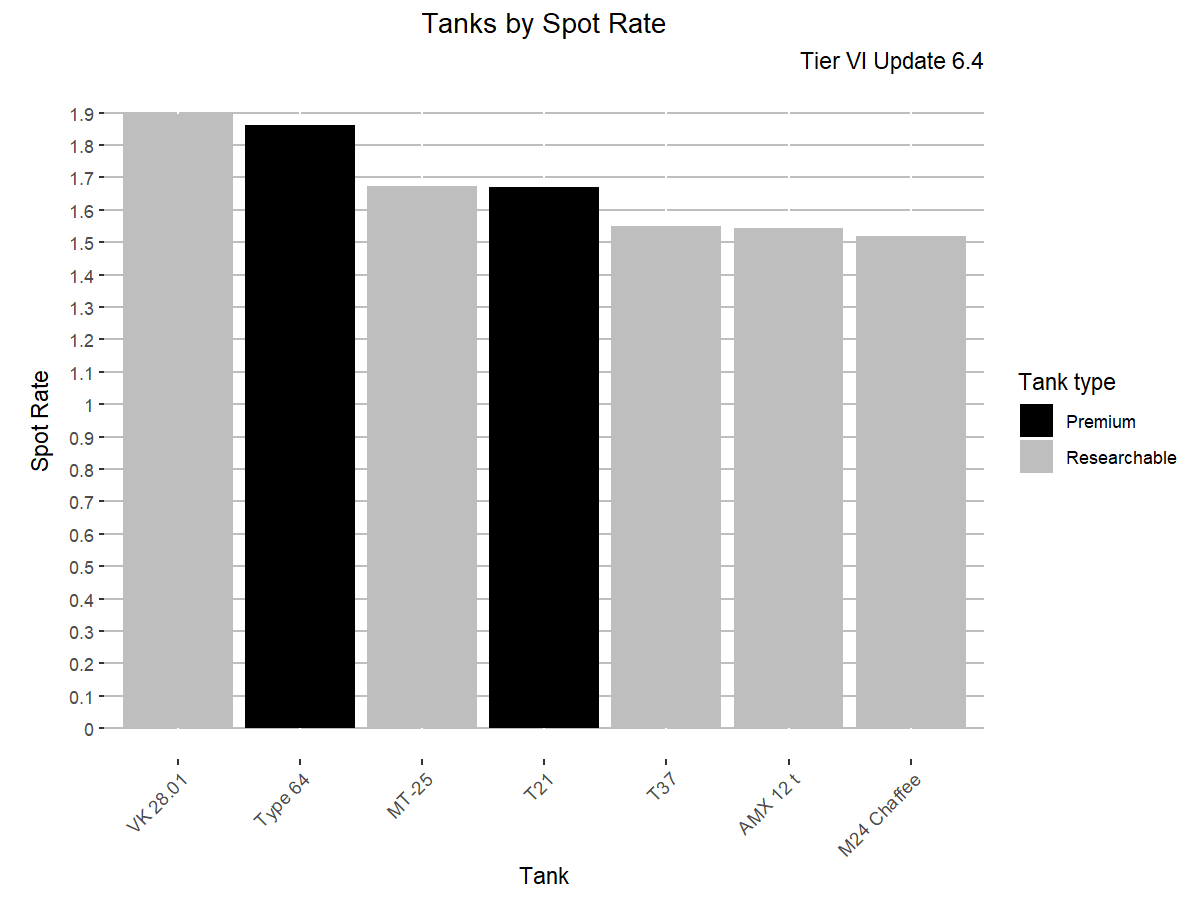 Tanks by Spot Rate
Tier VI Update 6.4
Spot Rate
1.9
1.8
1.7
1.6
1.5
1.4
1.3
1.2
1.1
1
0.9
0.8
0.7
0.6
0.5
0.4
0.3
0.2
0.1
0
VK 28.01
Type 64
MT-25
T21
T37
AMX 12 t
M24 Chaffee
Tank
Tank type
Premium
Researchable